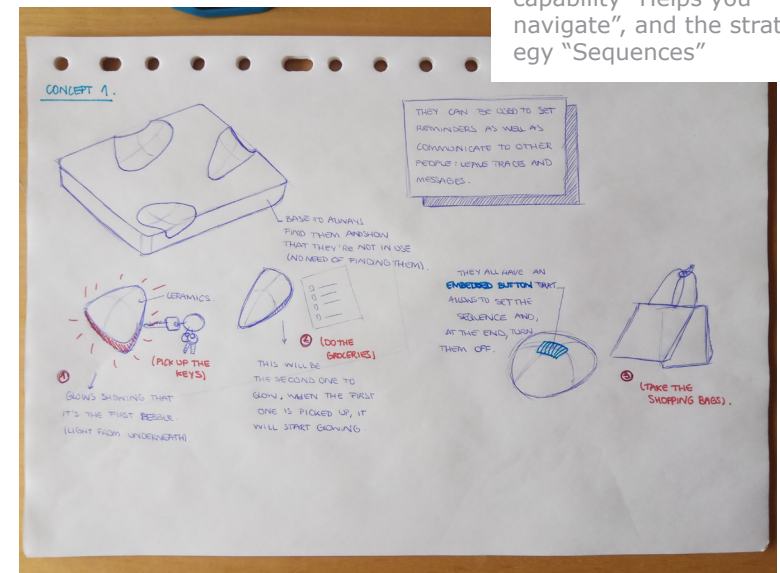 capability “Helps you
navigate”, and the strat
egy “Sequences”
CONCEPT 1.
THEY CAN BE USED TO SET
REMINDERS AS WELL AS
COMMUNICATE TO OTHER
PEOPLE: LEAVE TRACES AND
MESSAGES.
BASE TO ALWAYS
FIND THEM AND SHOW
THAT THEY'RE NOT IN USE
(NO NEED OF FINDING THEM).
CERAMICS.
(PICK UP THE
KEYS)
1
GLOWS SHOWING THAT
IT'S THE FIRST PEBBLE.
(LIGHT FROM UNDERNEATH)
2 (DO THE
GROCERIES)
THIS WILL BE
THE SECOND ONE TO
GLOW, WHEN THE FIRST
ONE IS PICKED UP, IT
WILL START GLOWING.
THEY ALL HAVE AN
EMBEDDED BUTTON THAT
ALLOWS TO SET THE
SEQUENCE AND,
AT THE END, TURN
THEM OFF.
3 (TAKE THE
SHOPPING BAGS).